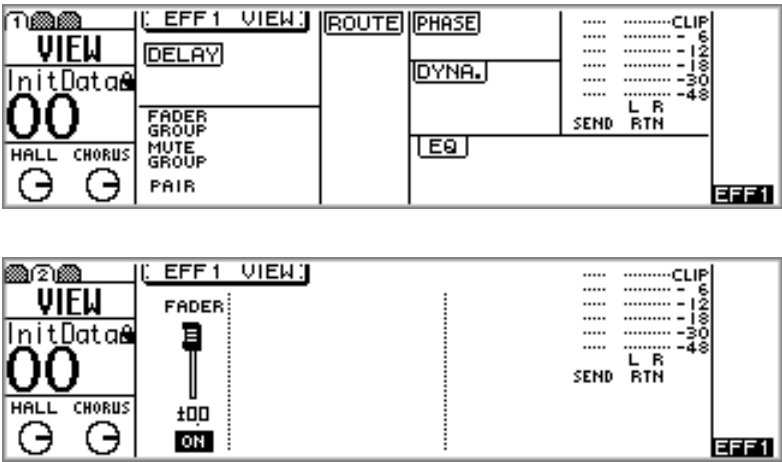 1
EFF1 VIEW
ROUTE
PHASE
CLIP
VIEW
DELAY
- 6
-12
InitData
DYNA.
-18
-30
-48
00
FADER GROUP
L R
SEND RTN
HALL CHORUS
MUTE GROUP
EQ
PAIR
EFF1
2
EFF1 VIEW
CLIP
VIEW
FADER
- 6
-12
InitData
-18
-30
-48
00
L R
SEND RTN
HALL CHORUS
±0.0
ON
EFF1